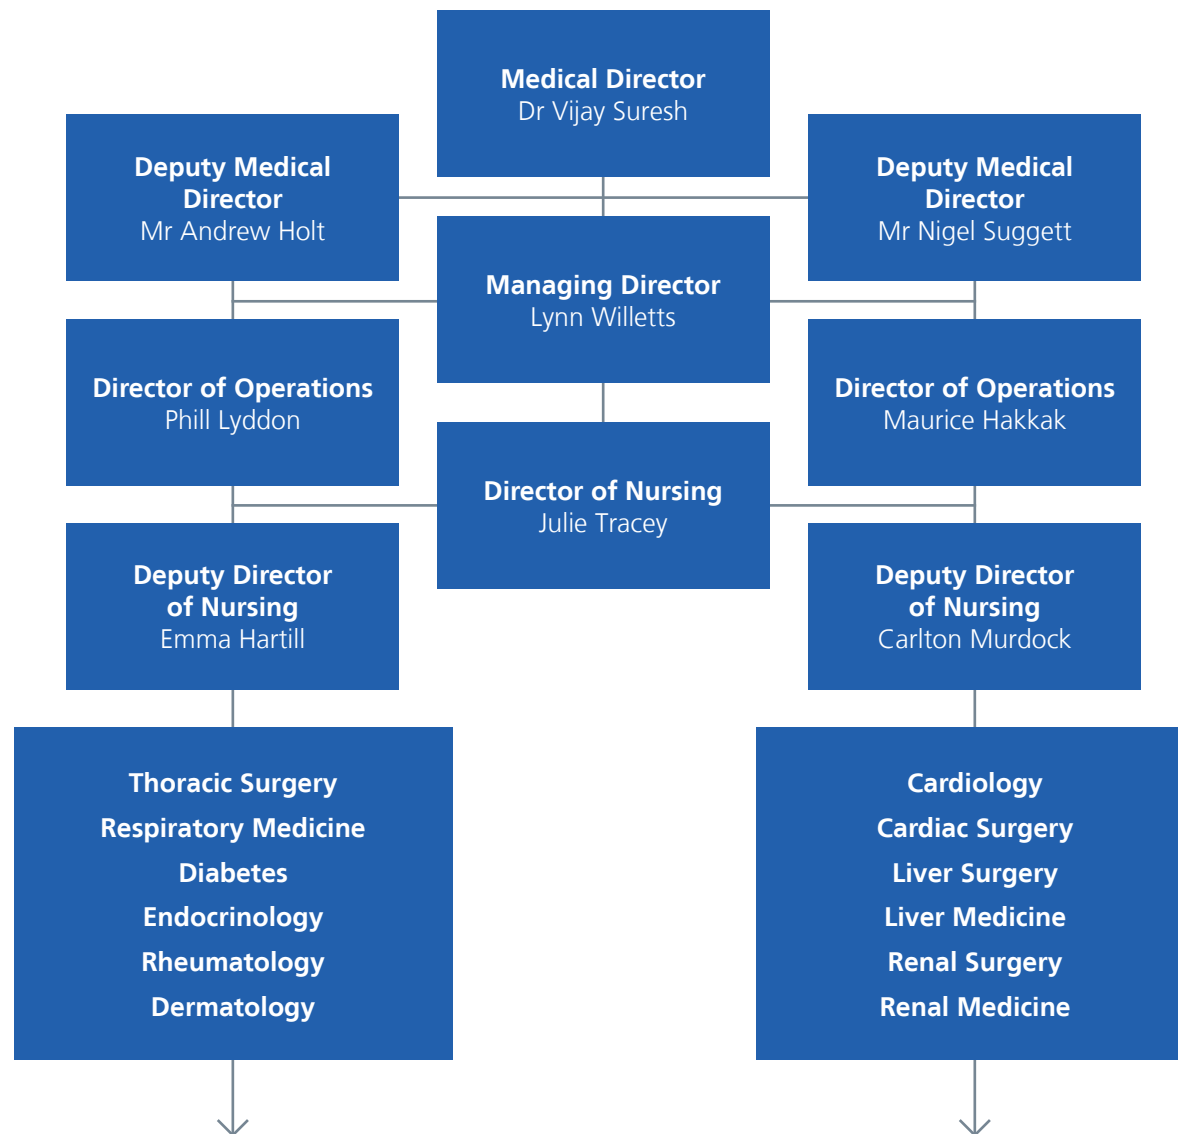 Medical Director
Dr Vijay Suresh
Deputy Medical
Director
Mr Andrew Holt
Deputy Medical
Director
Mr Nigel Suggett
Managing Director
Lynn Willetts
Director of Operations
Phill Lyddon
Director of Operations
Maurice Hakkak
Director of Nursing
Julie Tracey
Deputy Director
of Nursing
Emma Hartill
Deputy Director
of Nursing
Carlton Murdock
Thoracic Surgery
Respiratory Medicine
Diabetes
Endocrinology
Rheumatology
Dermatology
Cardiology
Cardiac Surgery
Liver Surgery
Liver Medicine
Renal Surgery
Renal Medicine